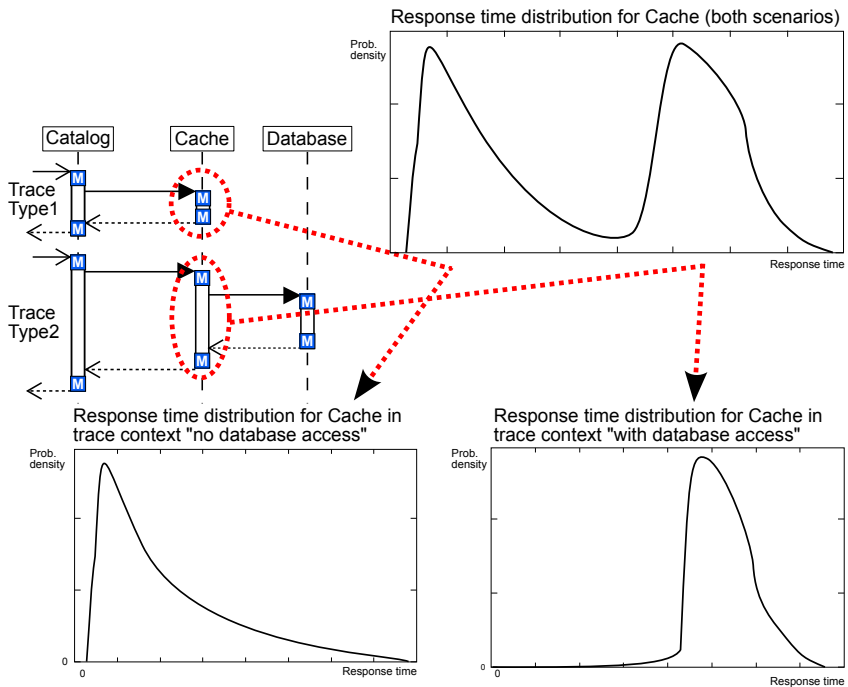 Response time distribution for Cache (both scenarios)
Prob.
density
Response time
Catalog
Cache
Database
Trace
Type1
M
M
M
M
Trace
Type2
M
M
M
M
M
M
Response time distribution for Cache in
trace context "no database access"
Prob.
density
0
0
Response time
Response time distribution for Cache in
trace context "with database access"
Prob.
density
0
0
Response time